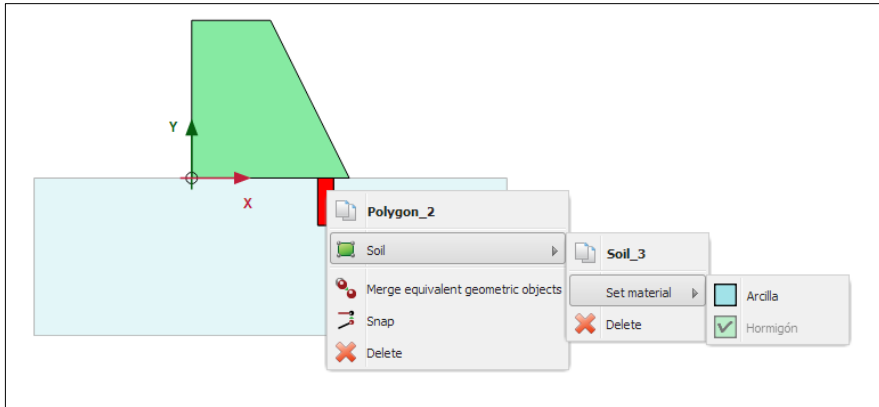 Y
X
Polygon_2
Soil
Merge equivalent geometric objects
Snap
Delete
Soil_3
Set material
Delete
Arcilla
Hormigón